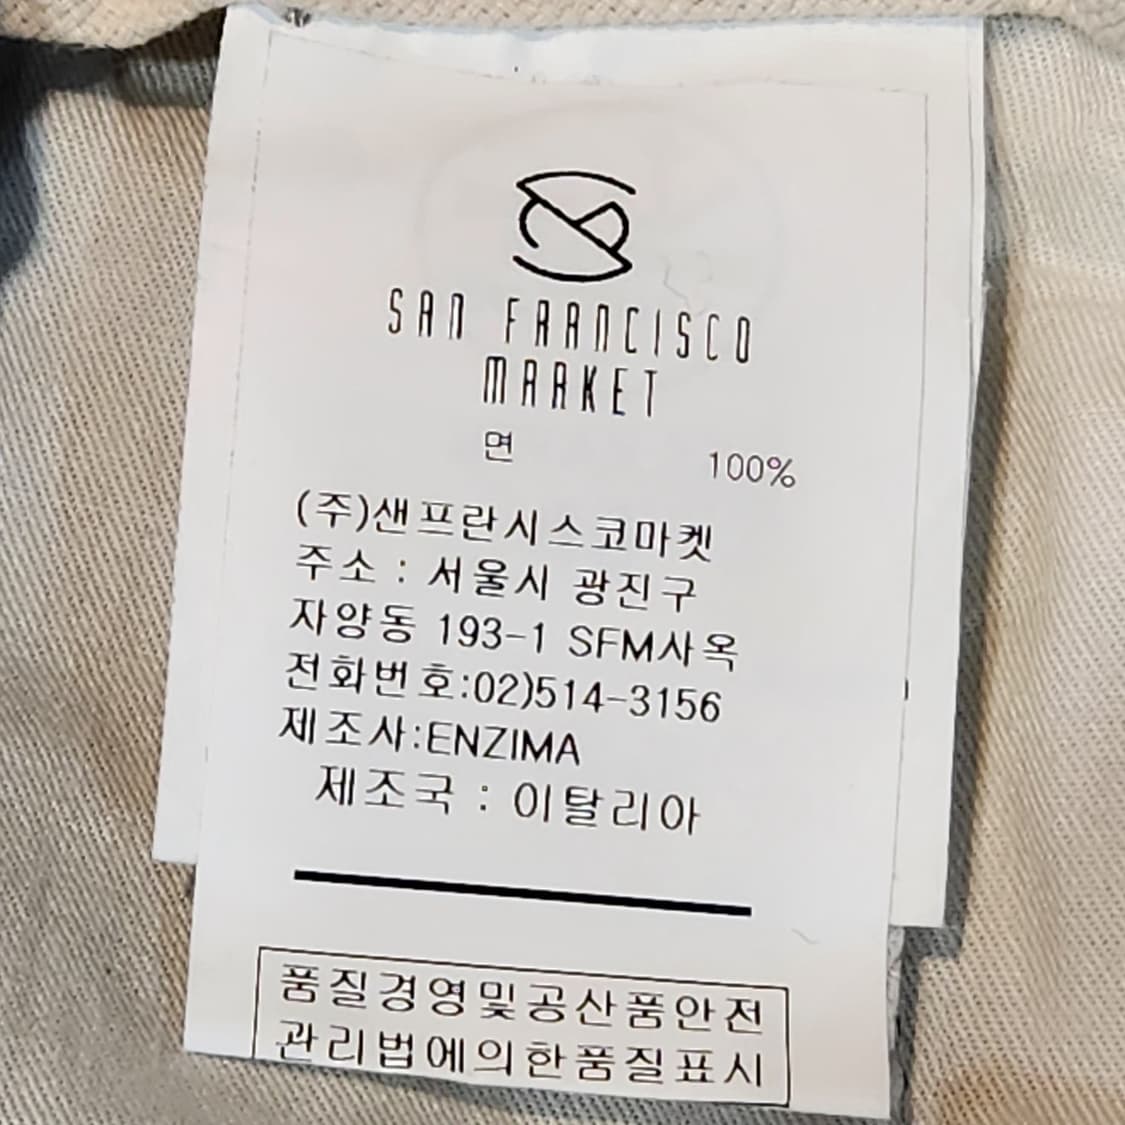 SAN FRANCISCO
MARKET
면 100%
(주)샌프란시스코마켓
주소 : 서울시 광진구
자양동 193-1 SFM사옥
전화번호:02)514-3156
제조사:ENZIMA
제조국 : 이탈리아
품질경영및공산품안전
관리법에의한품질표시